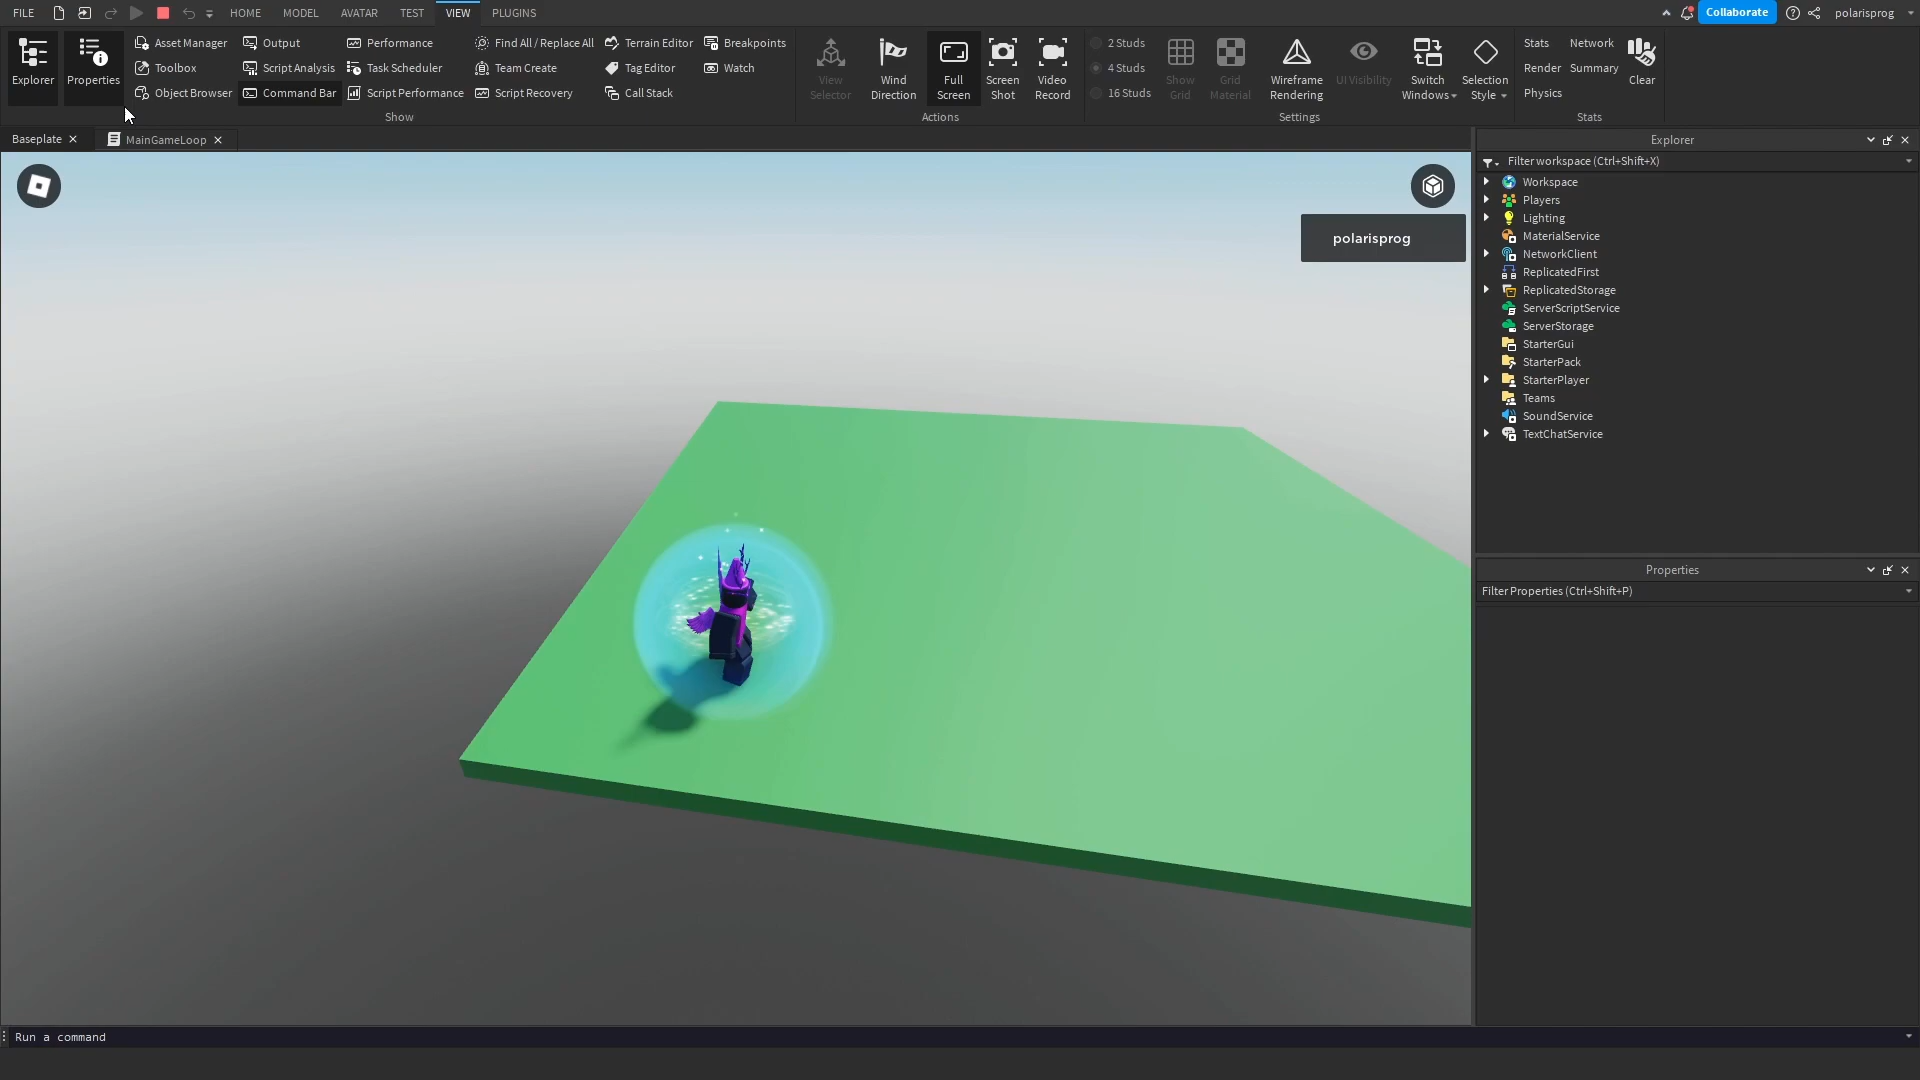 FILE HOME MODEL AVATAR TEST VIEW PLUGINS Collaborate polarisprog
Explorer
Properties
Asset Manager
Toolbox
Object Browser
Output
Script Analysis
Command Bar
Performance
Task Scheduler
Script Performance
Find All / Replace All
Team Create
Script Recovery
Terrain Editor
Tag Editor
Call Stack
Breakpoints
Watch
Show
View
Selector
Wind
Direction
Full
Screen
Screen
Shot
Video
Record
Actions
2 Studs
4 Studs
16 Studs
Show
Grid
Grid
Material
Wireframe
Rendering
UI Visibility
Switch
Windows
Selection
Style
Settings
Stats
Render
Physics
Network
Summary
Clear
Stats
Baseplate MainGameLoop
polarisprog
Explorer
Filter workspace (Ctrl+Shift+X)
Workspace
Players
Lighting
MaterialService
NetworkClient
ReplicatedFirst
ReplicatedStorage
ServerScriptService
ServerStorage
StarterGui
StarterPack
StarterPlayer
Teams
SoundService
TextChatService
Properties
Filter Properties (Ctrl+Shift+P)
Run a command